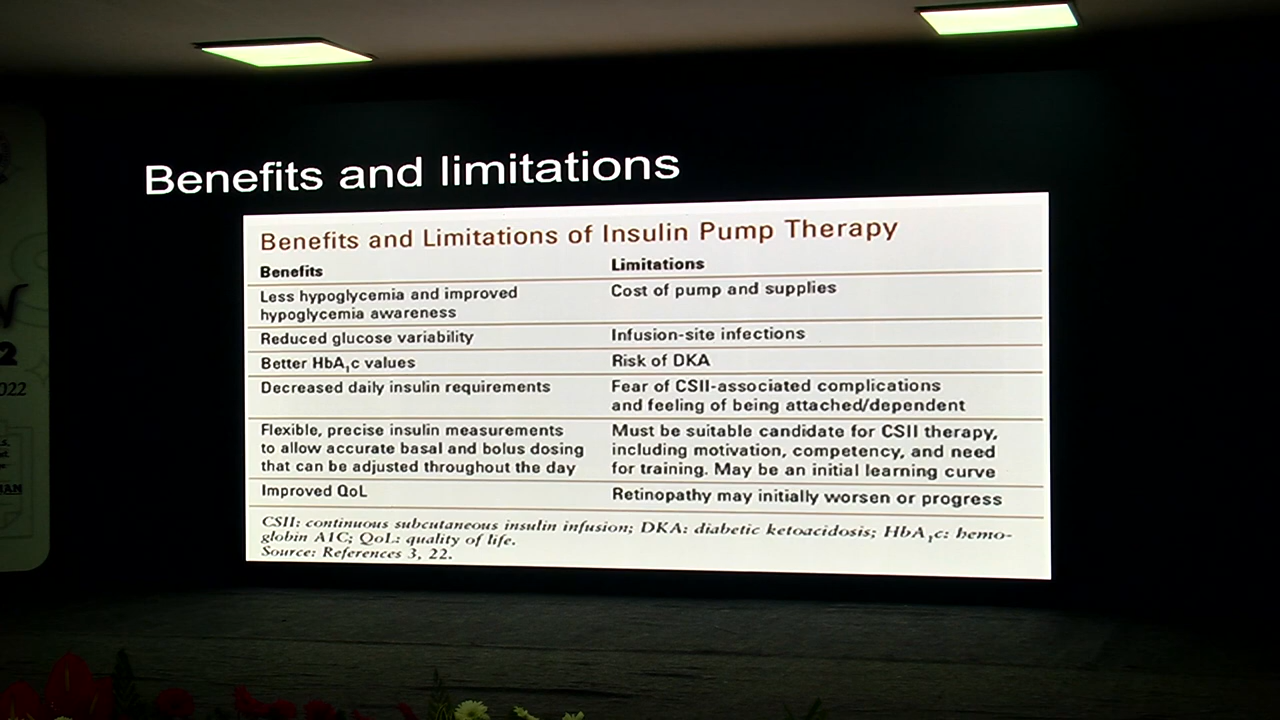 Benefits and limitations
Benefits and Limitations of Insulin Pump Therapy
Benefits
Limitations
Less hypoglycemia and improved
hypoglycemia awareness
Cost of pump and supplies
Reduced glucose variability
Infusion-site infections
Better HbA1c values
Risk of DKA
Decreased daily insulin requirements
Fear of CSII-associated complications
and feeling of being attached/dependent
Flexible, precise insulin measurements
to allow accurate basal and bolus dosing
that can be adjusted throughout the day
Must be suitable candidate for CSII therapy,
including motivation, competency, and need
for training. May be an initial learning curve
Improved QoL
Retinopathy may initially worsen or progress
CSII: continuous subcutaneous insulin infusion; DKA: diabetic ketoacidosis; HbA1c: hemo-
globin A1C; QoL: quality of life.
Source: References 3, 22.
2
022